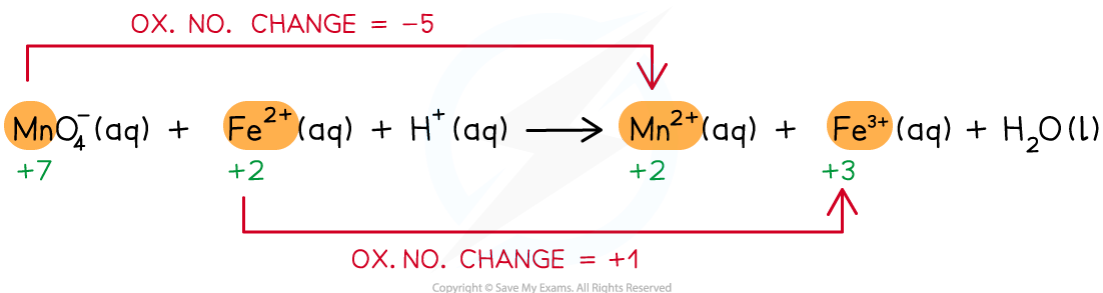 OX. NO. CHANGE = −5
MnO₄⁻(aq) + Fe²⁺(aq) + H⁺(aq) ⟶ Mn²⁺(aq) + Fe³⁺(aq) + H₂O(l)
+7 +2 +2 +3
OX. NO. CHANGE = +1
Copyright © Save My Exams. All Rights Reserved